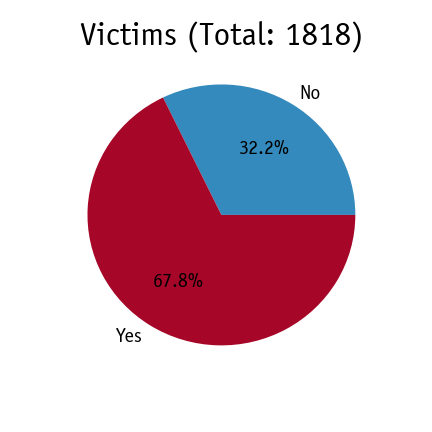 Victims (Total: 1818)
No
32.2%
67.8%
Yes